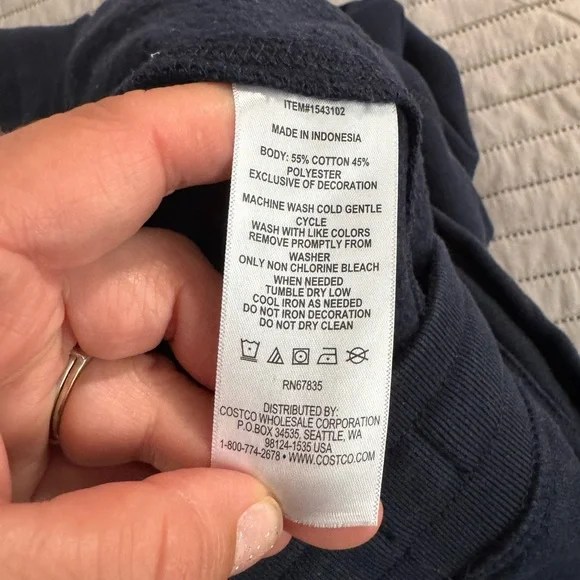 ITEM#1543102
MADE IN INDONESIA
BODY: 55% COTTON 45%
POLYESTER
EXCLUSIVE OF DECORATION
MACHINE WASH COLD GENTLE
CYCLE
WASH WITH LIKE COLORS
REMOVE PROMPTLY FROM
WASHER
ONLY NON CHLORINE BLEACH
WHEN NEEDED
TUMBLE DRY LOW
COOL IRON AS NEEDED
DO NOT IRON DECORATION
DO NOT DRY CLEAN
RN67835
DISTRIBUTED BY:
COSTCO WHOLESALE CORPORATION
P.O.BOX 34535, SEATTLE, WA
98124-1535 USA
1-800-774-2678 • WWW.COSTCO.COM